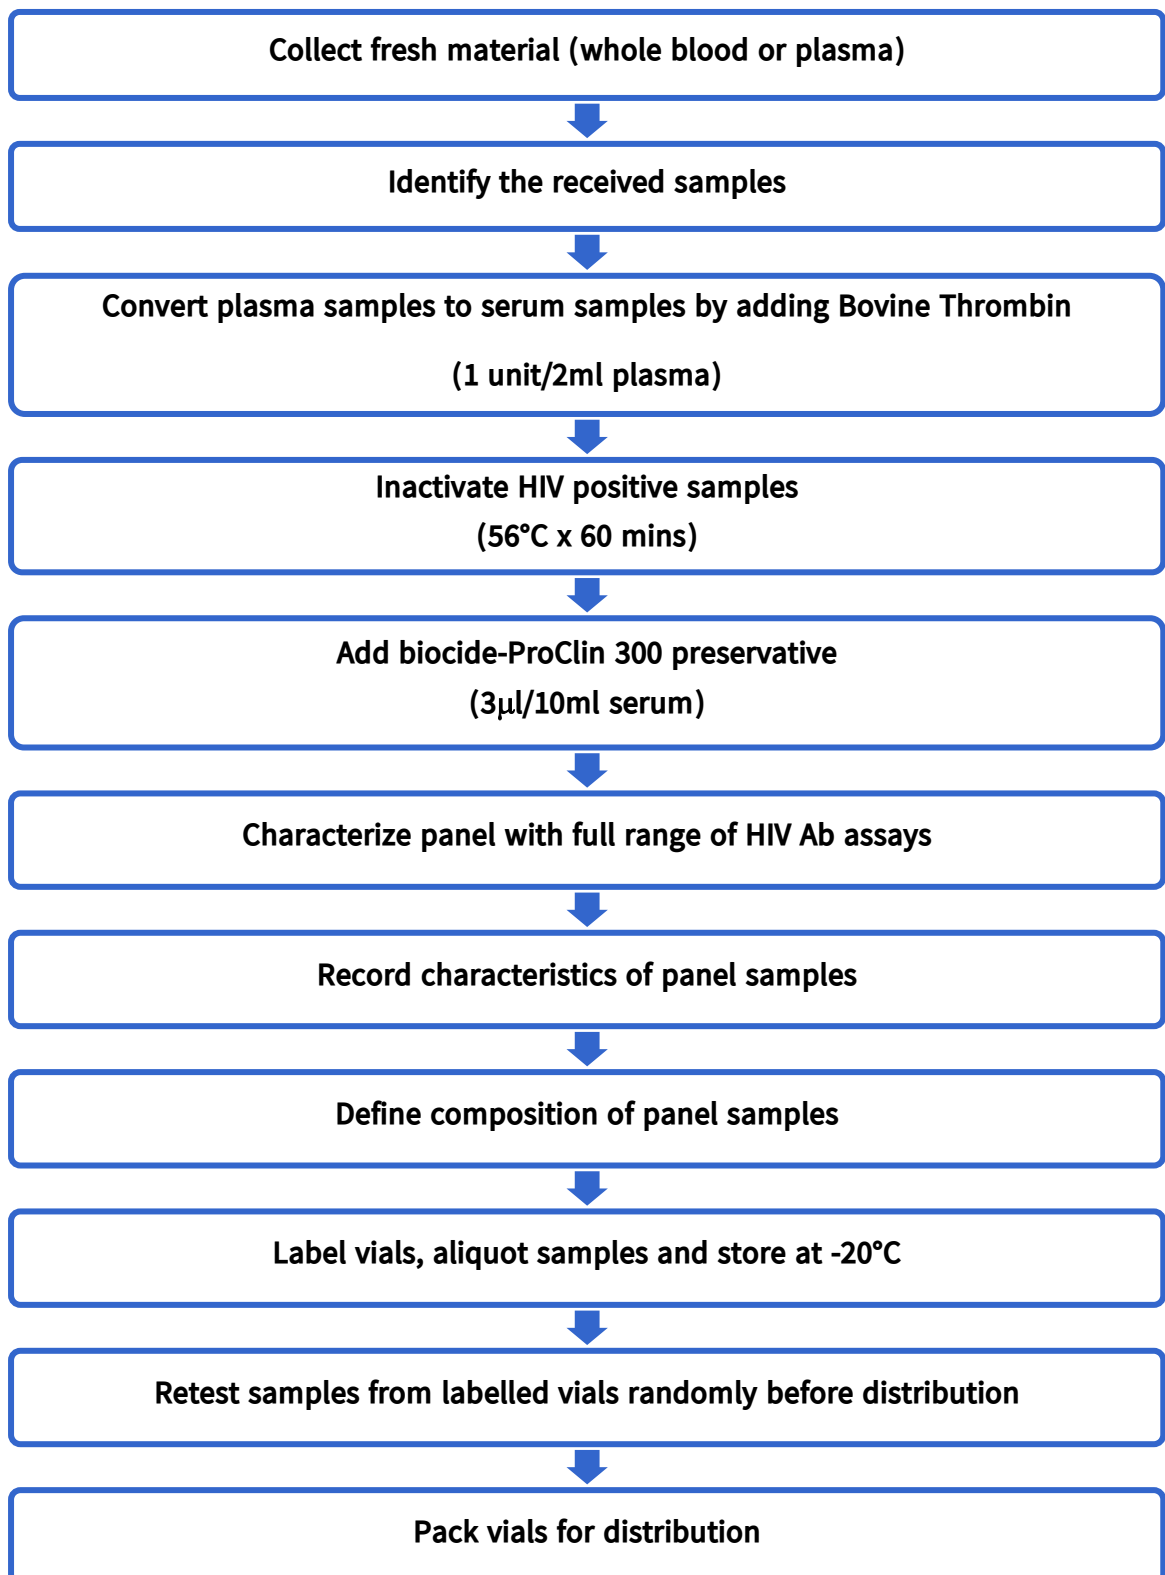 Collect fresh material (whole blood or plasma)
Identify the received samples
Convert plasma samples to serum samples by adding Bovine Thrombin
(1 unit/2ml plasma)
Inactivate HIV positive samples
(56°C x 60 mins)
Add biocide-ProClin 300 preservative
(3μl/10ml serum)
Characterize panel with full range of HIV Ab assays
Record characteristics of panel samples
Define composition of panel samples
Label vials, aliquot samples and store at -20°C
Retest samples from labelled vials randomly before distribution
Pack vials for distribution